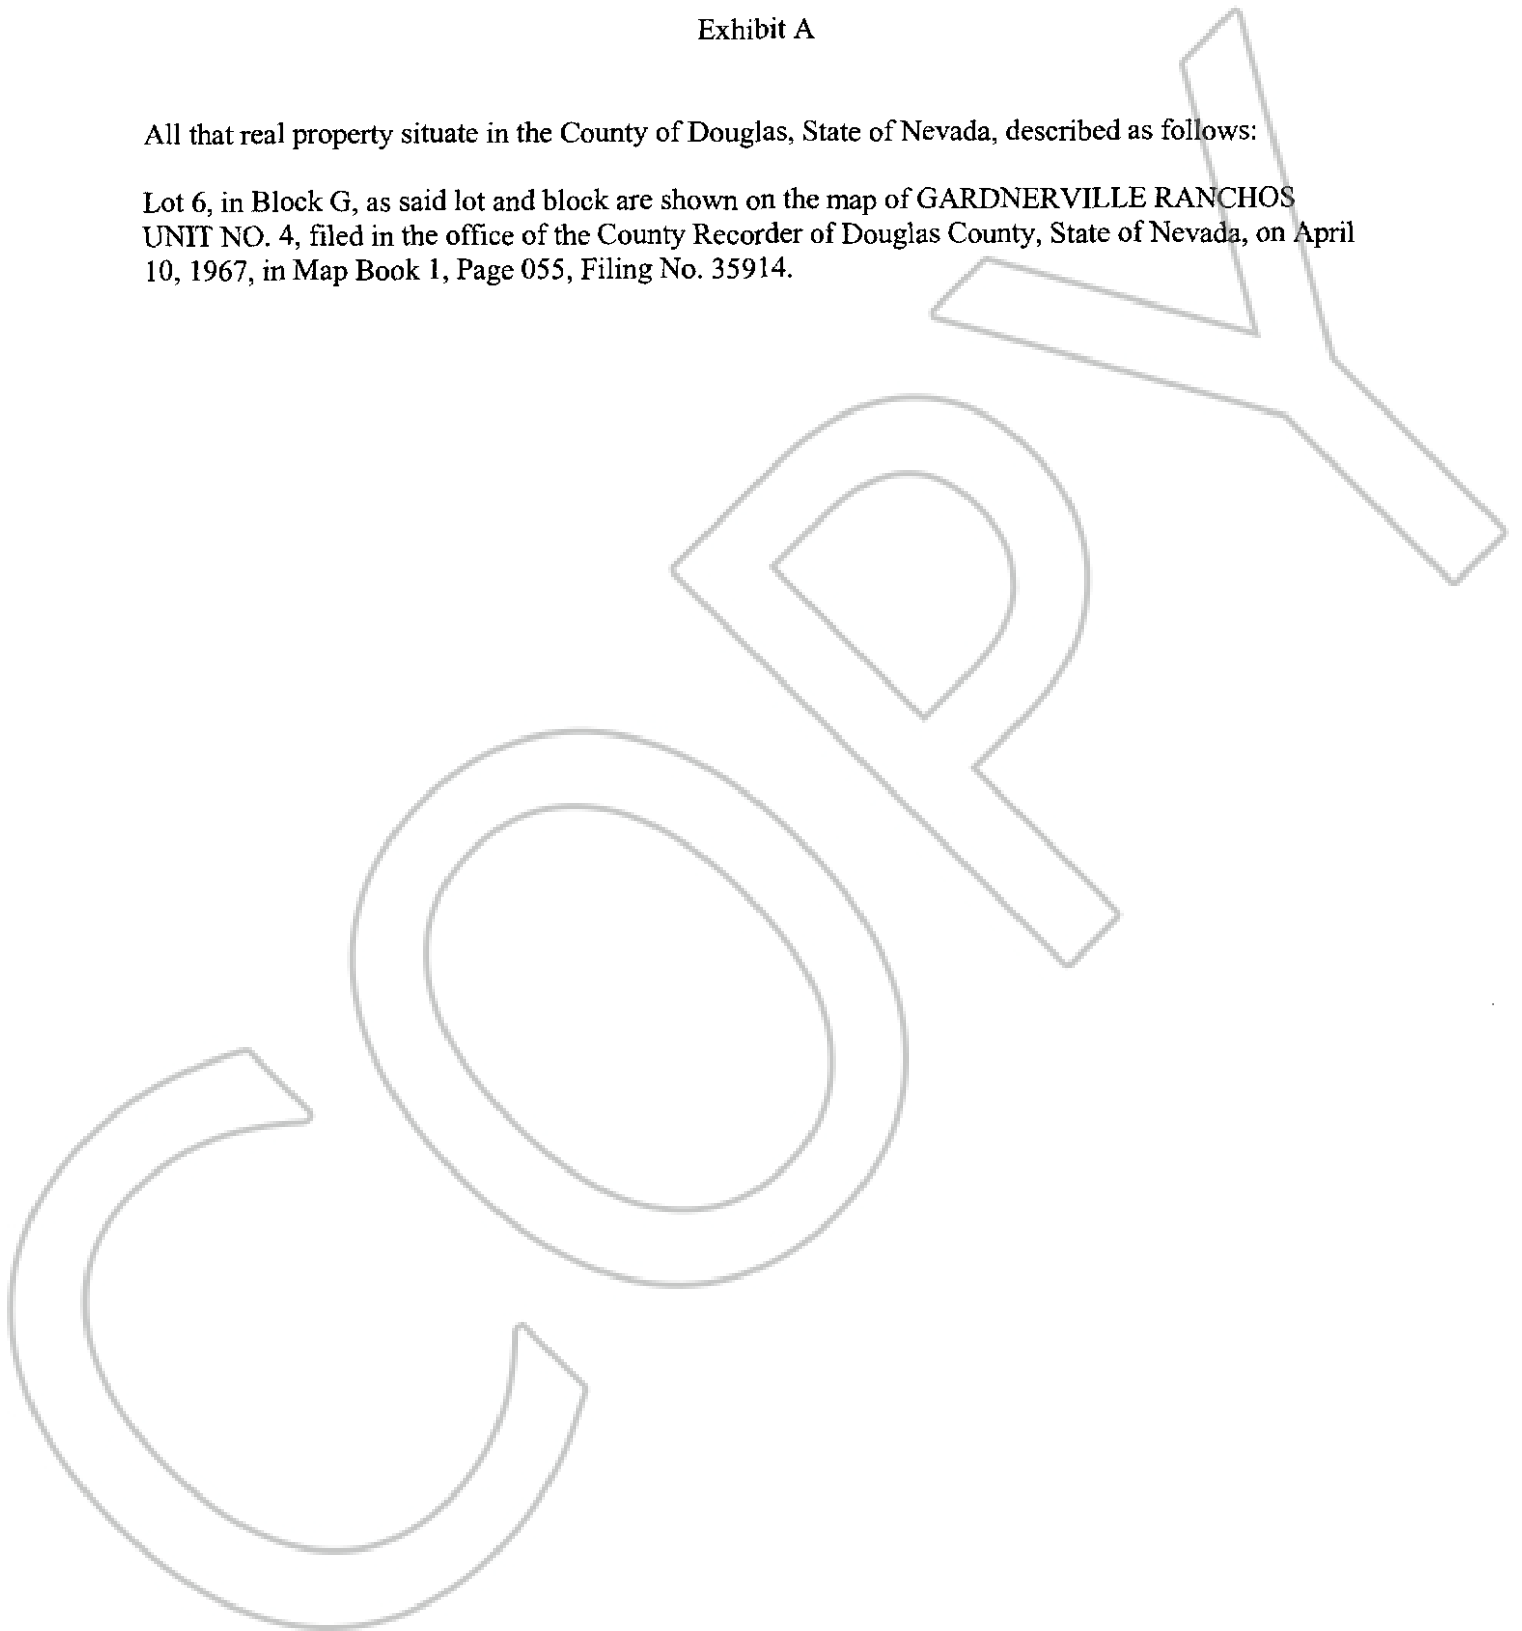 Exhibit A
All that real property situate in the County of Douglas, State of Nevada, described as follows:
Lot 6, in Block G, as said lot and block are shown on the map of GARDNERVILLE RANCHOS
UNIT NO. 4, filed in the office of the County Recorder of Douglas County, State of Nevada, on April
10, 1967, in Map Book 1, Page 055, Filing No. 35914.
COPY